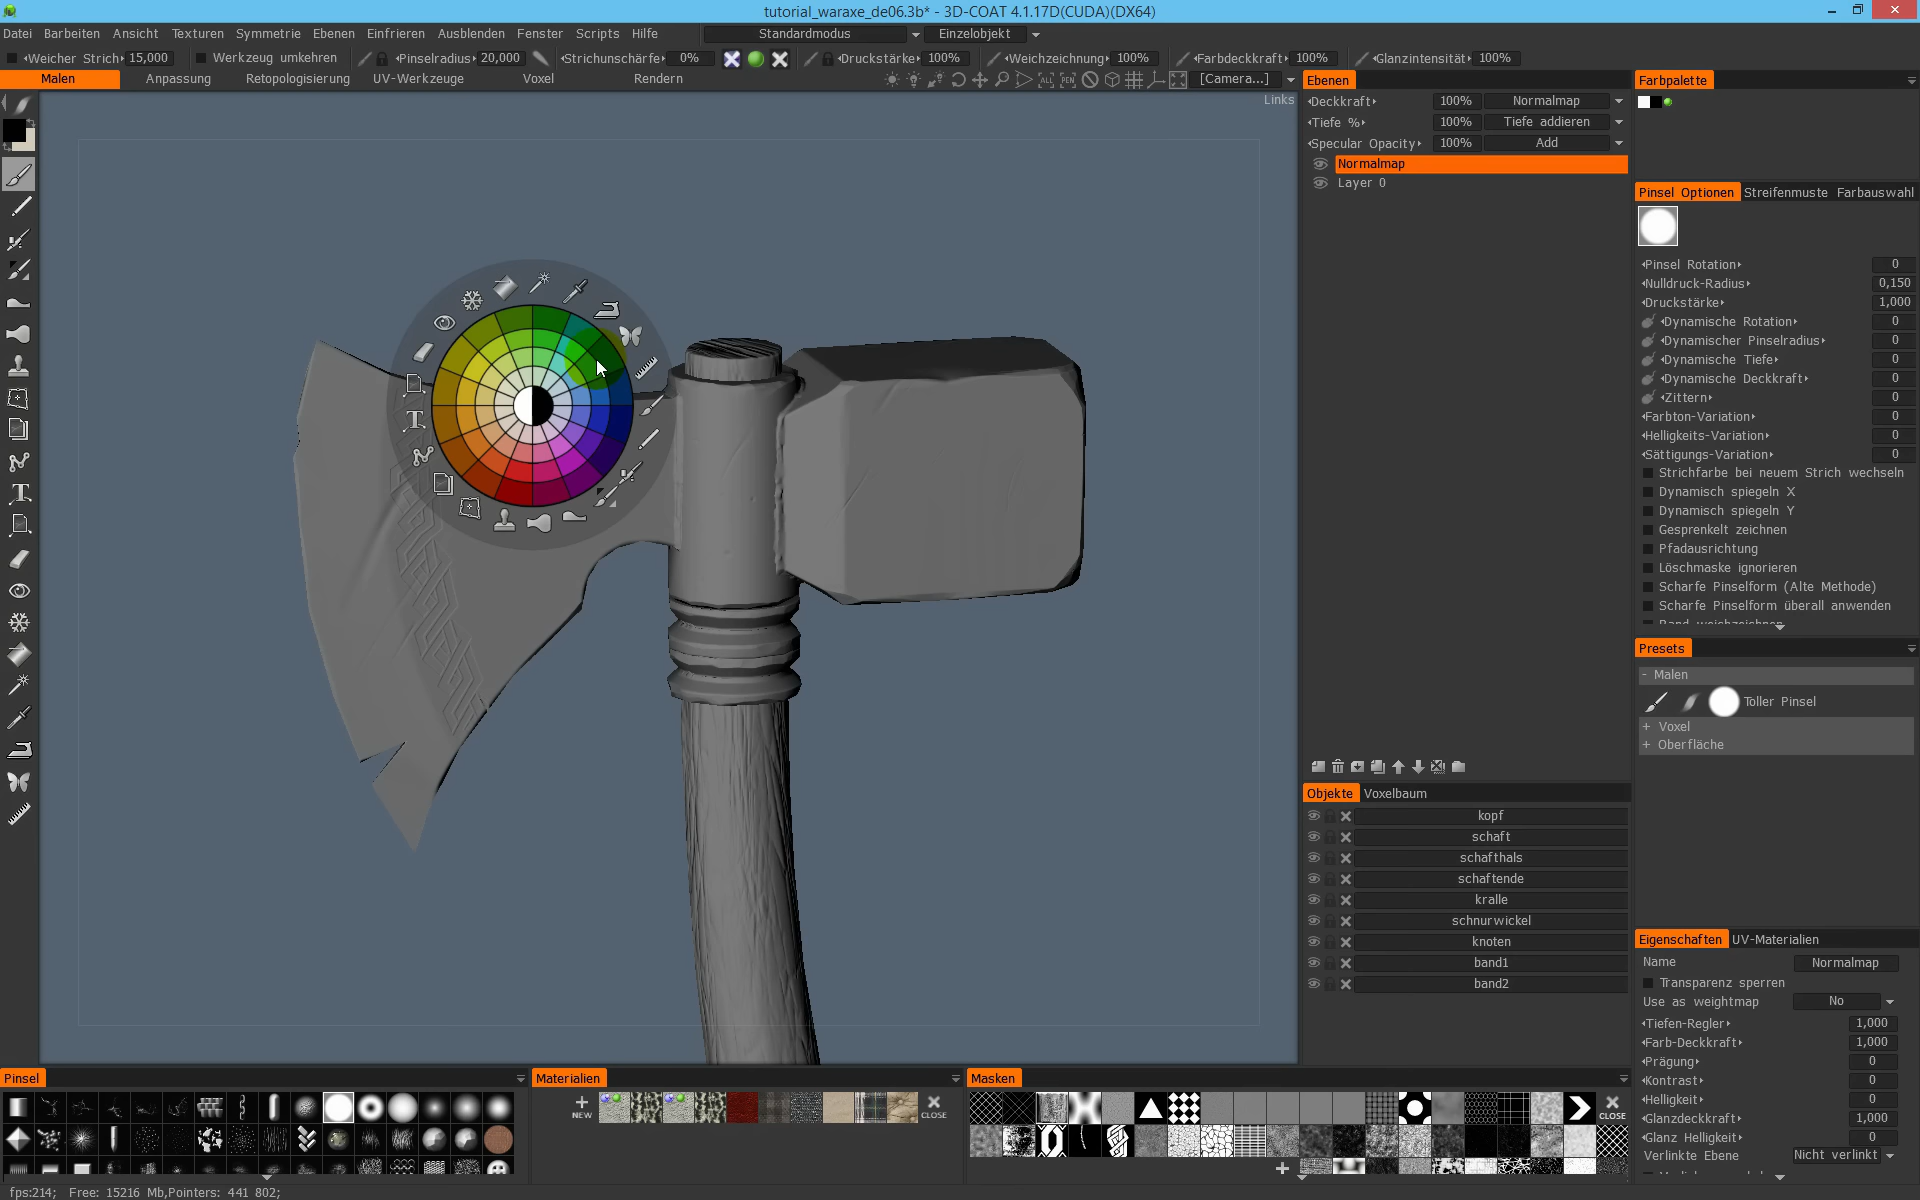 tutorial_waraxe_de06.3b* - 3D-COAT 4.1.17D(CUDA)(DX64)
Datei Bearbeiten Ansicht Texturen Symmetrie Ebenen Einfrieren Ausblenden Fenster Scripts Hilfe Standardmodus Einzelobjekt
Weicher Strich 15,000 Werkzeug umkehren Pinselradius 20,000 Strichunschärfe 0% Druckstärke 100% Weichzeichnung 100% Farbdeckkraft 100% Glanzintensität 100%
Malen Anpassung Retopologisierung UV-Werkzeuge Voxel Rendern ALL PEN [Camera...]
Links
Ebenen
Deckkraft 100% Normalmap
Tiefe % 100% Tiefe addieren
Specular Opacity 100% Add
Normalmap
Layer 0
Objekte Voxelbaum
kopf
schaft
schafthals
schaftende
kralle
schnurwickel
knoten
band1
band2
Farbpalette
Pinsel Optionen Streifenmuste Farbauswahl
Pinsel Rotation 0
Nulldruck-Radius 0,150
Druckstärke 1,000
Dynamische Rotation 0
Dynamischer Pinselradius 0
Dynamische Tiefe 0
Dynamische Deckkraft 0
Zittern 0
Farbton-Variation 0
Helligkeits-Variation 0
Sättigungs-Variation 0
Strichfarbe bei neuem Strich wechseln
Dynamisch spiegeln X
Dynamisch spiegeln Y
Gesprenkelt zeichnen
Pfadausrichtung
Löschmaske ignorieren
Scharfe Pinselform (Alte Methode)
Scharfe Pinselform überall anwenden
Rand weichzeichnen
Presets
- Malen
Toller Pinsel
+ Voxel
+ Oberfläche
Eigenschaften UV-Materialien
Name Normalmap
Transparenz sperren
Use as weightmap No
Tiefen-Regler 1,000
Farb-Deckkraft 1,000
Prägung 0
Kontrast 0
Helligkeit 0
Glanzdeckkraft 1,000
Glanz Helligkeit 0
Verlinkte Ebene Nicht verlinkt
Pinsel
Materialien
NEW
CLOSE
Masken
CLOSE
fps:214; Free: 15216 Mb,Pointers: 441 802;